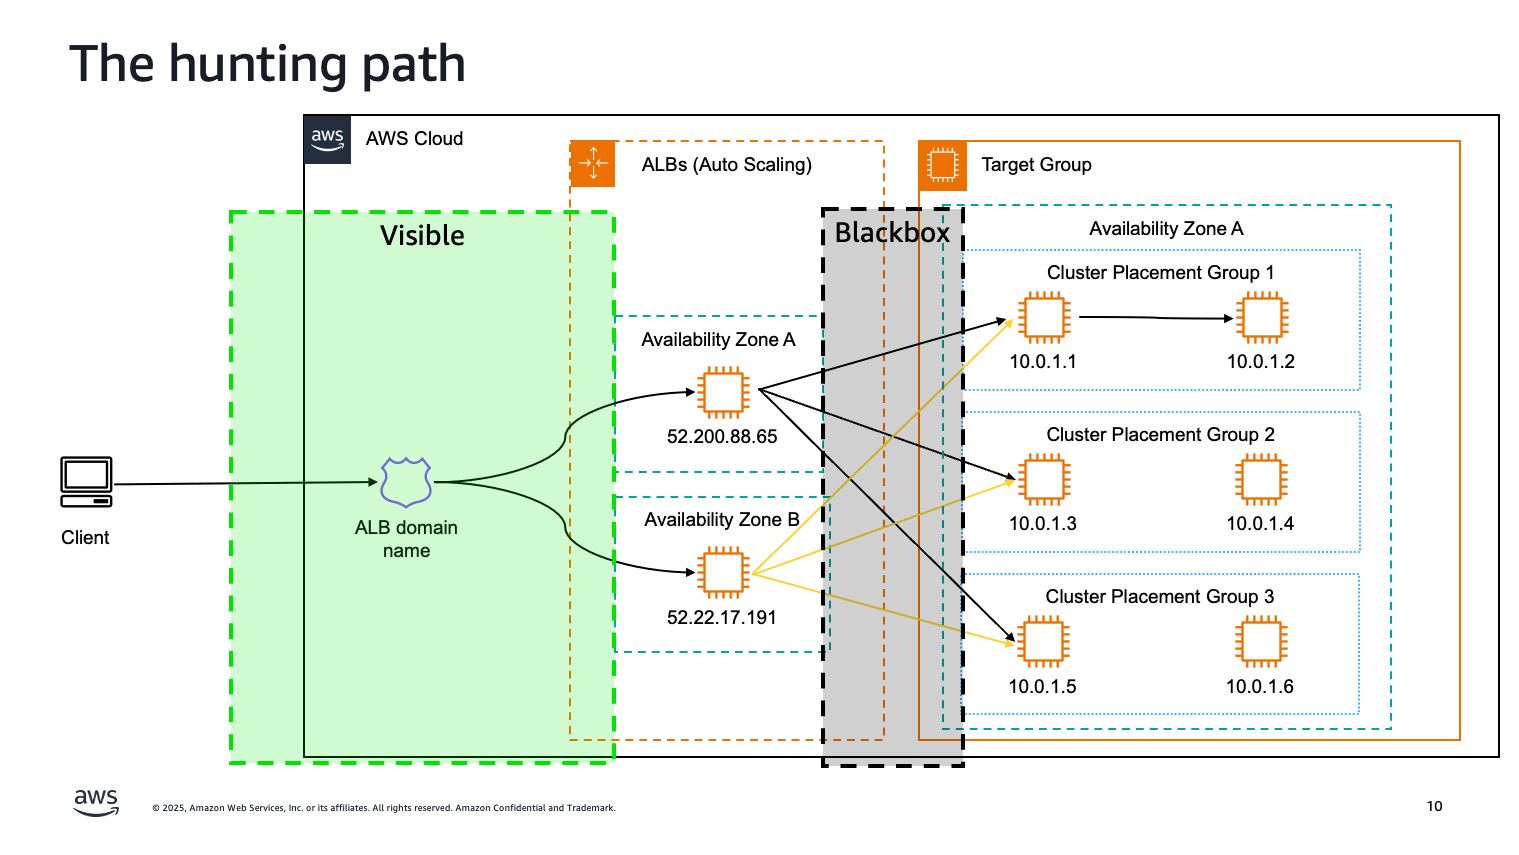 The hunting path
aws
AWS Cloud
ALBs (Auto Scaling)
Target Group
Visible
Blackbox
Availability Zone A
Cluster Placement Group 1
10.0.1.1
10.0.1.2
Availability Zone A
52.200.88.65
Cluster Placement Group 2
10.0.1.3
10.0.1.4
Client
ALB domain
name
Availability Zone B
52.22.17.191
Cluster Placement Group 3
10.0.1.5
10.0.1.6
aws
© 2025, Amazon Web Services, Inc. or its affiliates. All rights reserved. Amazon Confidential and Trademark.
10